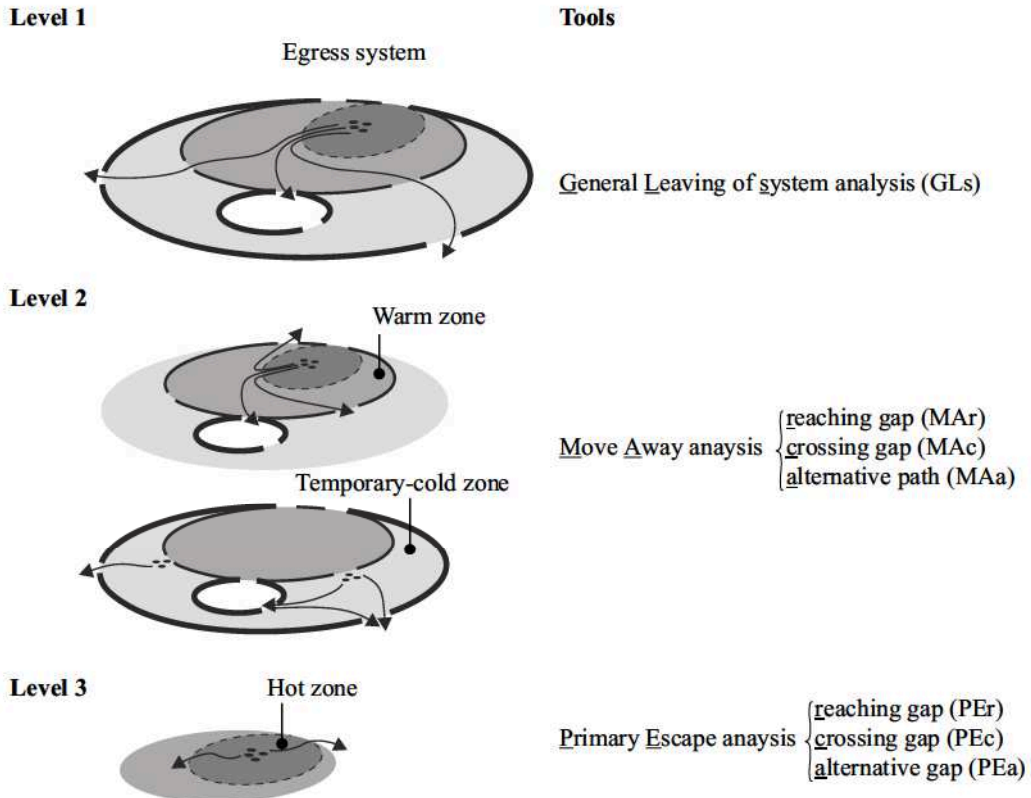 Level 1
Tools
Egress system
General Leaving of system analysis (GLs)
Level 2
Warm zone
Move Away anaysis
reaching gap (MAr)
crossing gap (MAc)
alternative path (MAa)
Temporary-cold zone
Level 3
Hot zone
Primary Escape anaysis
reaching gap (PEr)
crossing gap (PEc)
alternative gap (PEa)